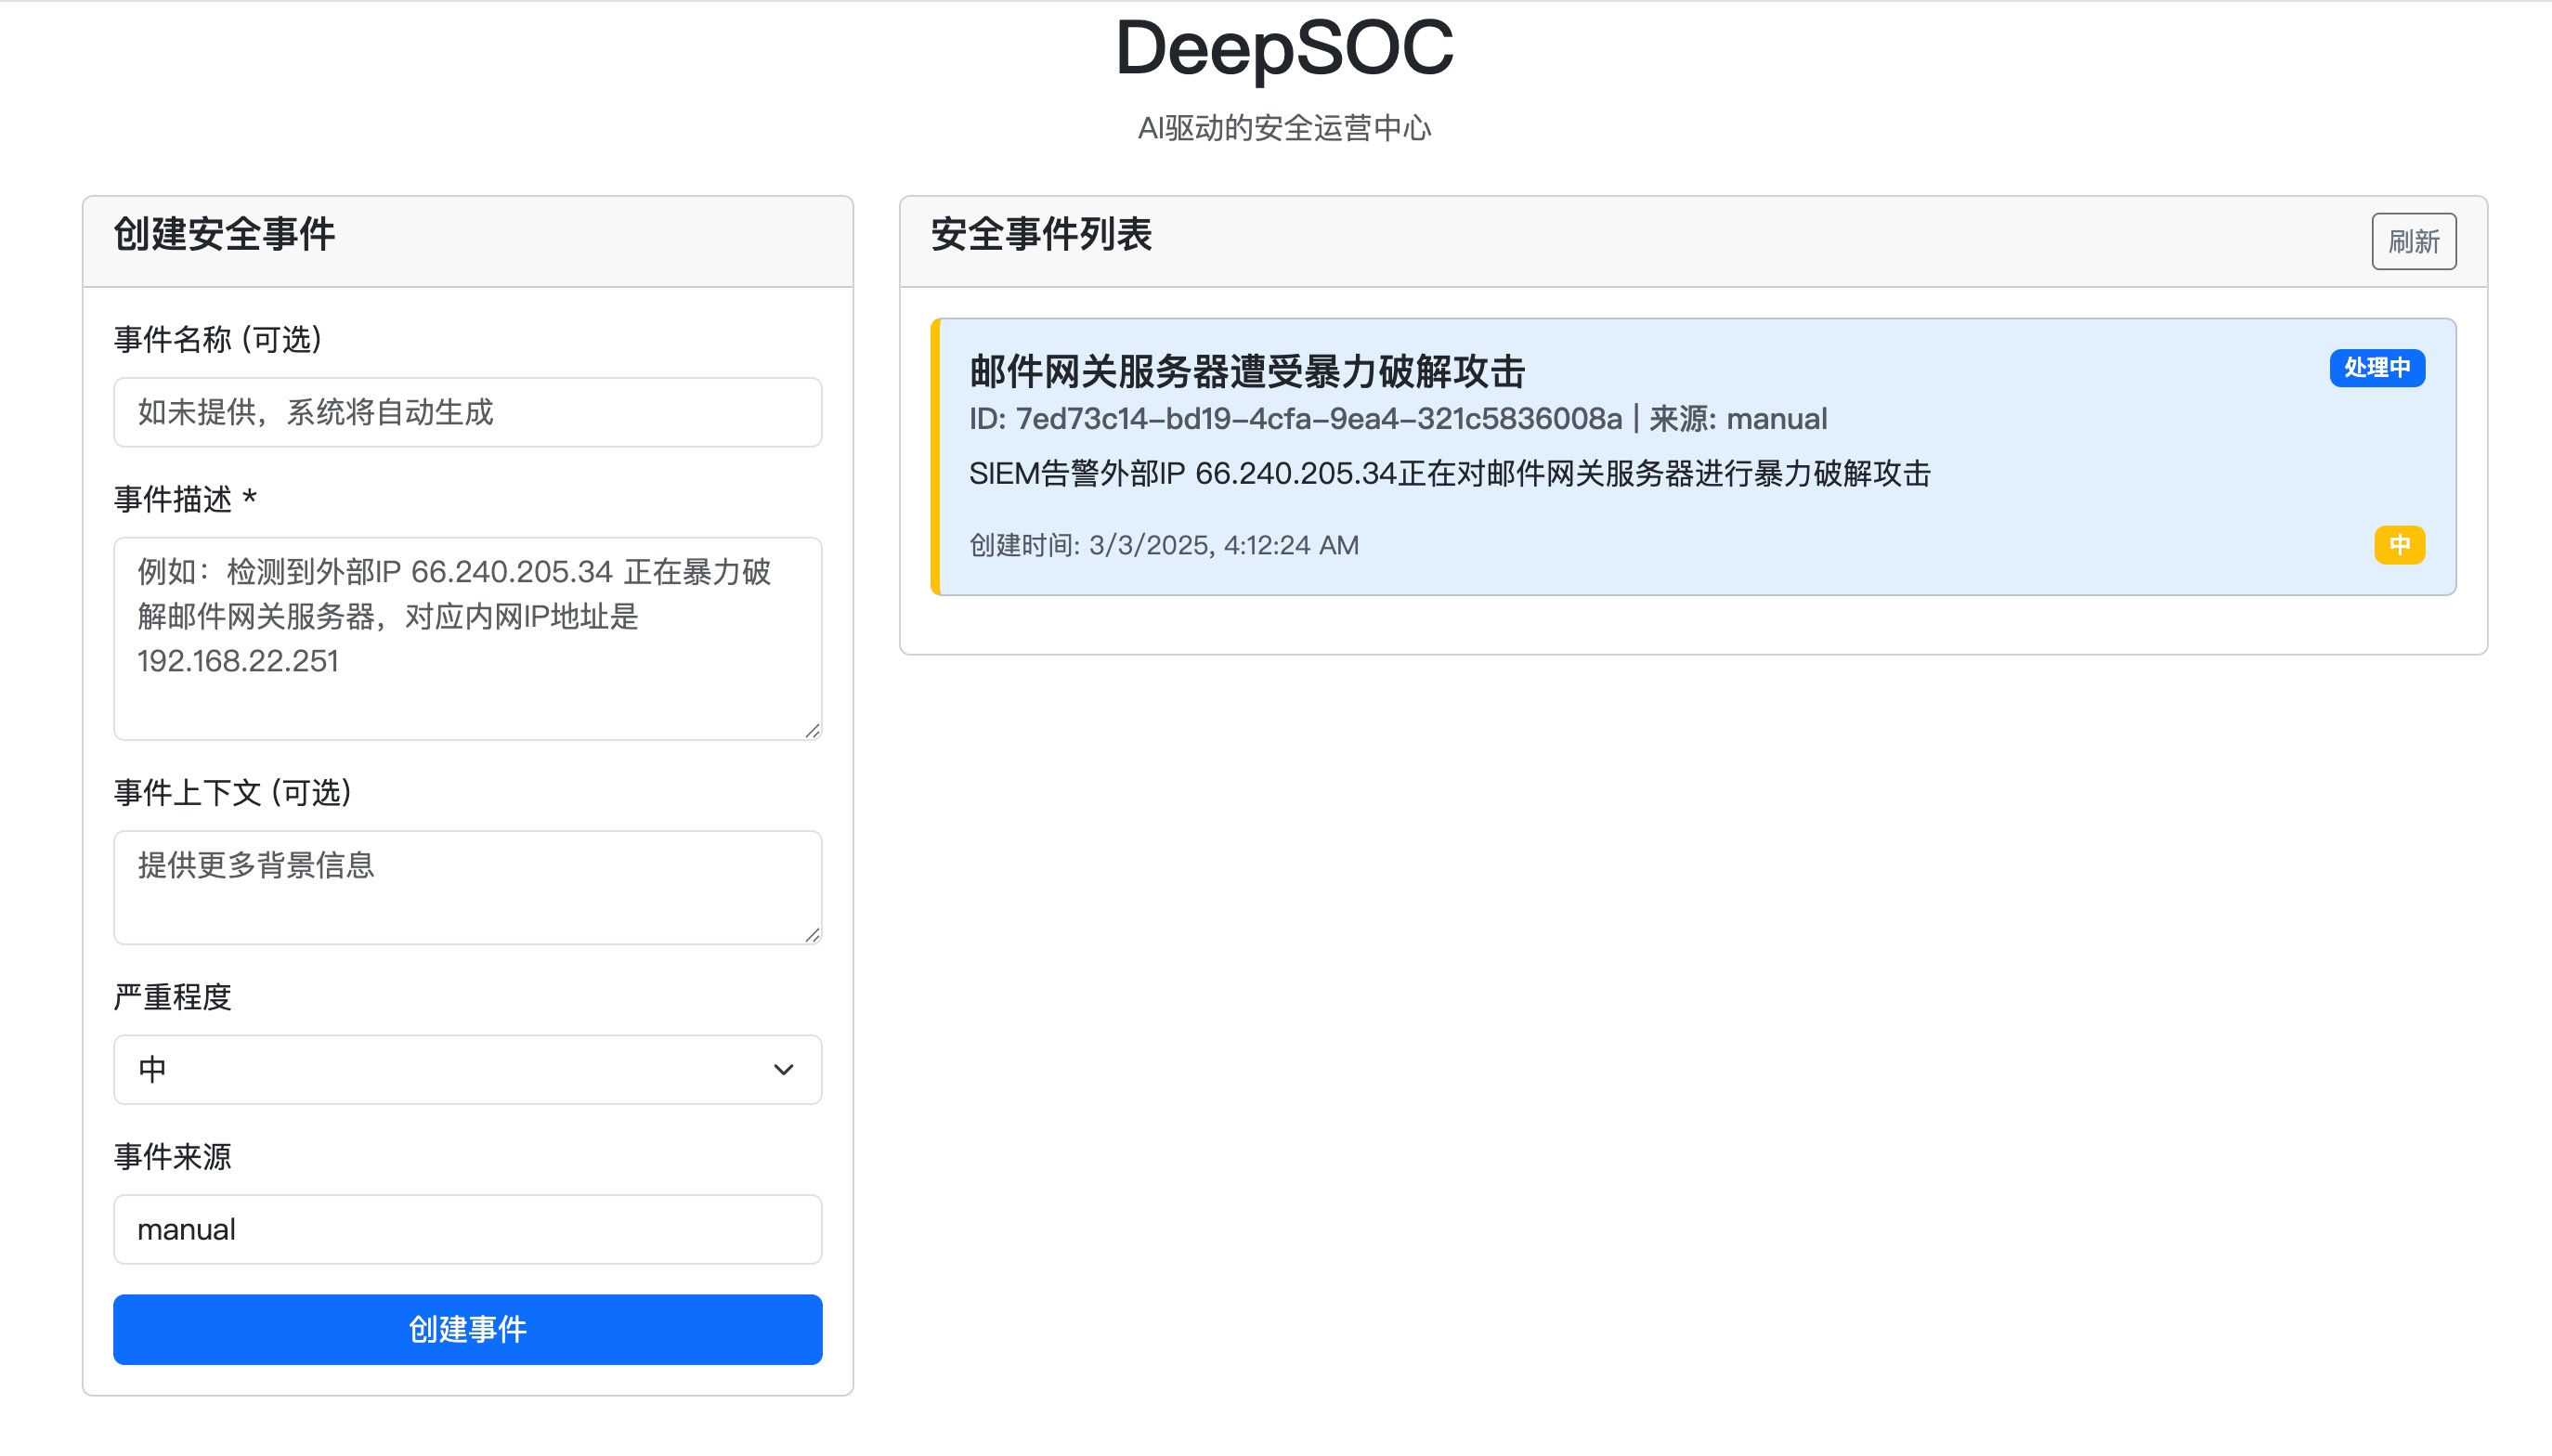 DeepSOC
AI驱动的安全运营中心
创建安全事件
事件名称 (可选)
如未提供，系统将自动生成
事件描述 *
例如：检测到外部IP 66.240.205.34 正在暴力破
解邮件网关服务器，对应内网IP地址是
192.168.22.251
事件上下文 (可选)
提供更多背景信息
严重程度
中
事件来源
manual
创建事件
安全事件列表
刷新
邮件网关服务器遭受暴力破解攻击
处理中
ID: 7ed73c14-bd19-4cfa-9ea4-321c5836008a | 来源: manual
SIEM告警外部IP 66.240.205.34正在对邮件网关服务器进行暴力破解攻击
创建时间: 3/3/2025, 4:12:24 AM
中